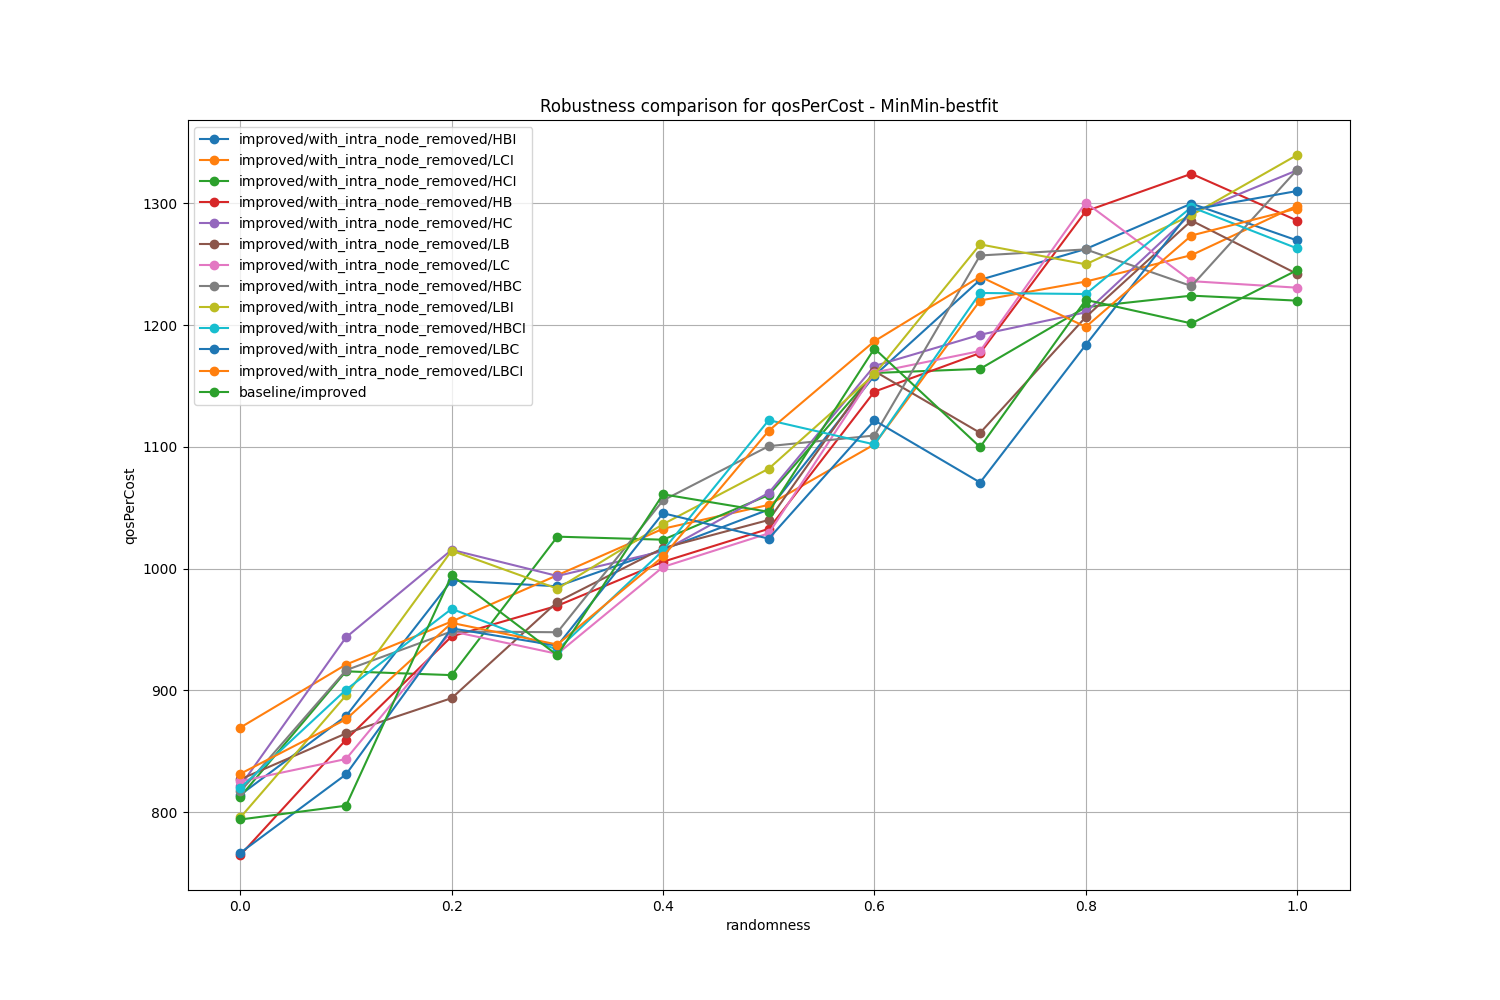 Robustness comparison for qosPerCost - MinMin-bestfit
improved/with_intra_node_removed/HBI
improved/with_intra_node_removed/LCI
improved/with_intra_node_removed/HCI
improved/with_intra_node_removed/HB
improved/with_intra_node_removed/HC
improved/with_intra_node_removed/LB
improved/with_intra_node_removed/LC
improved/with_intra_node_removed/HBC
improved/with_intra_node_removed/LBI
improved/with_intra_node_removed/HBCI
improved/with_intra_node_removed/LBC
improved/with_intra_node_removed/LBCI
baseline/improved
1300
1200
1100
1000
900
800
qosPerCost
0.0 0.2 0.4 0.6 0.8 1.0
randomness